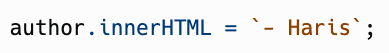 author.innerHTML = `- Haris`;